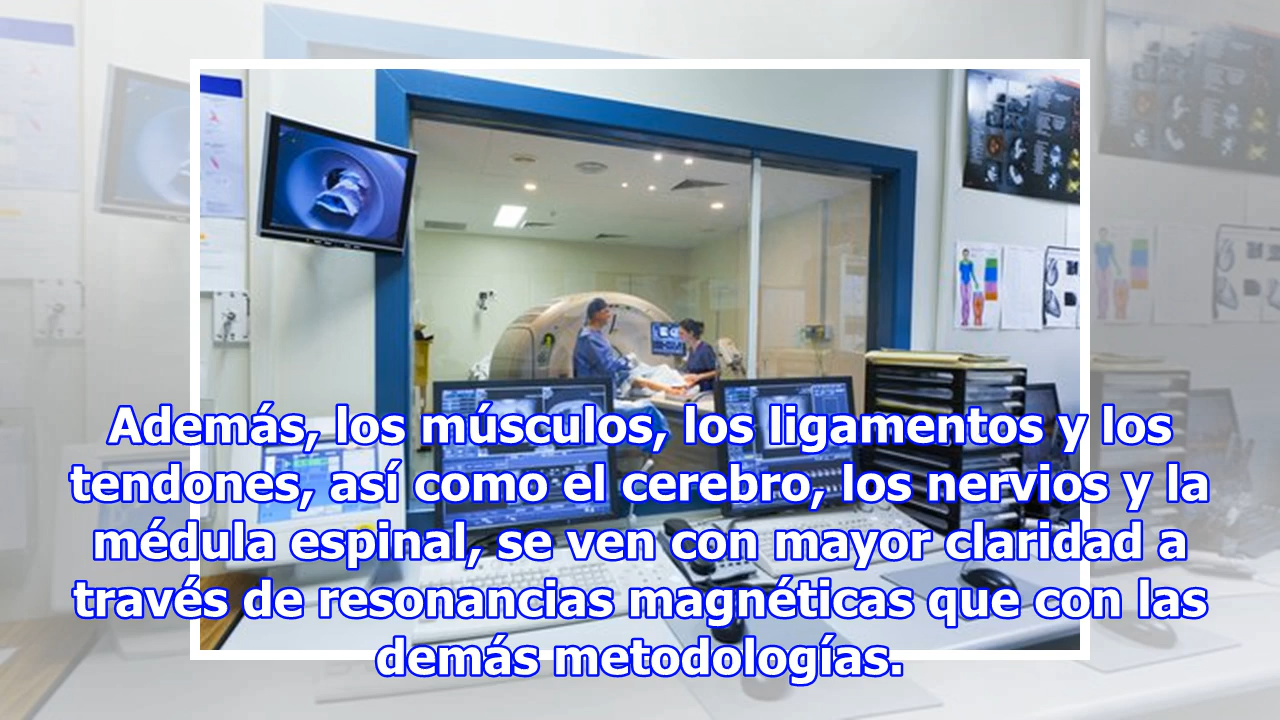 Además, los músculos, los ligamentos y los
tendones, así como el cerebro, los nervios y la
médula espinal, se ven con mayor claridad a
través de resonancias magnéticas que con las
demás metodologías.